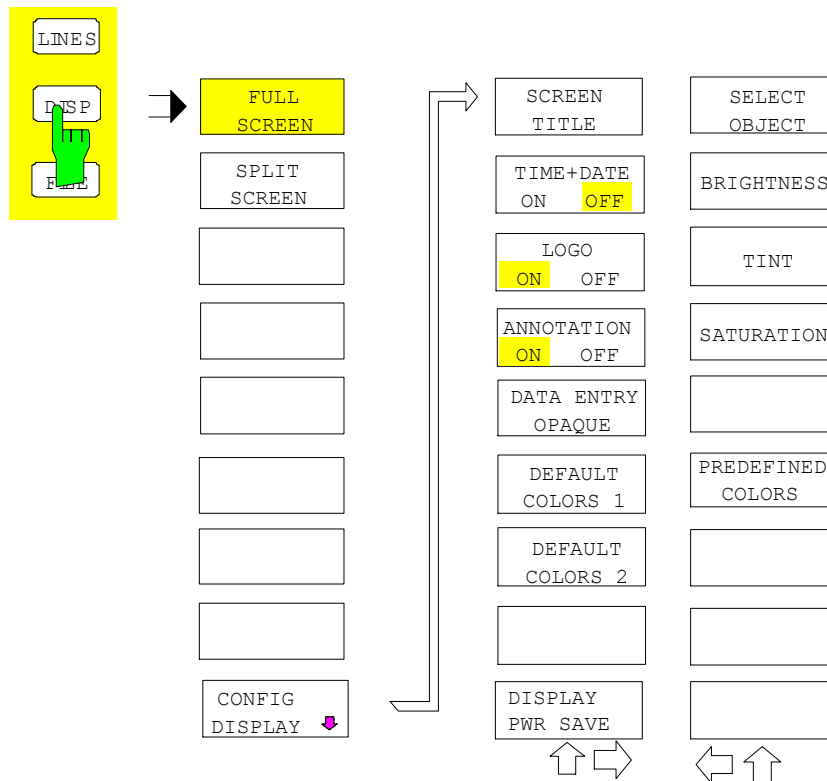 LINES
DISP
FILE
FULL
SCREEN
SPLIT
SCREEN
CONFIG
DISPLAY
SCREEN
TITLE
TIME+DATE
ON OFF
LOGO
ON OFF
ANNOTATION
ON OFF
DATA ENTRY
OPAQUE
DEFAULT
COLORS 1
DEFAULT
COLORS 2
DISPLAY
PWR SAVE
SELECT
OBJECT
BRIGHTNESS
TINT
SATURATION
PREDEFINED
COLORS